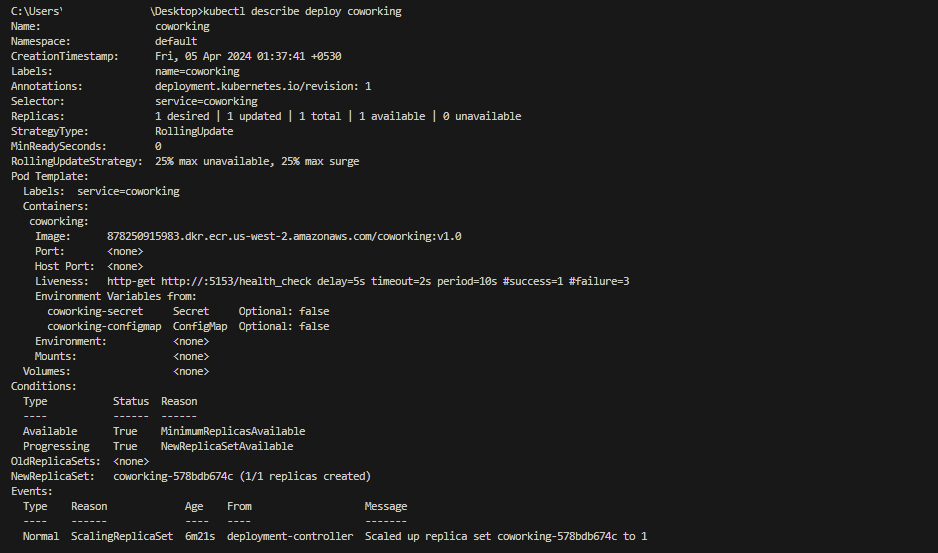 C:\Users' \Desktop>kubectl describe deploy coworking
Name: coworking
Namespace: default
CreationTimestamp: Fri, 05 Apr 2024 01:37:41 +0530
Labels: name=coworking
Annotations: deployment.kubernetes.io/revision: 1
Selector: service=coworking
Replicas: 1 desired | 1 updated | 1 total | 1 available | 0 unavailable
StrategyType: RollingUpdate
MinReadySeconds: 0
RollingUpdateStrategy: 25% max unavailable, 25% max surge
Pod Template:
Labels: service=coworking
Containers:
coworking:
Image: 878250915983.dkr.ecr.us-west-2.amazonaws.com/coworking:v1.0
Port: <none>
Host Port: <none>
Liveness: http-get http://:5153/health_check delay=5s timeout=2s period=10s #success=1 #failure=3
Environment Variables from:
coworking-secret Secret Optional: false
coworking-configmap ConfigMap Optional: false
Environment: <none>
Mounts: <none>
Volumes: <none>
Conditions:
Type Status Reason
---- ------ ------
Available True MinimumReplicasAvailable
Progressing True NewReplicaSetAvailable
OldReplicaSets: <none>
NewReplicaSet: coworking-578bdb674c (1/1 replicas created)
Events:
Type Reason Age From Message
---- ------ ---- ---- -------
Normal ScalingReplicaSet 6m21s deployment-controller Scaled up replica set coworking-578bdb674c to 1